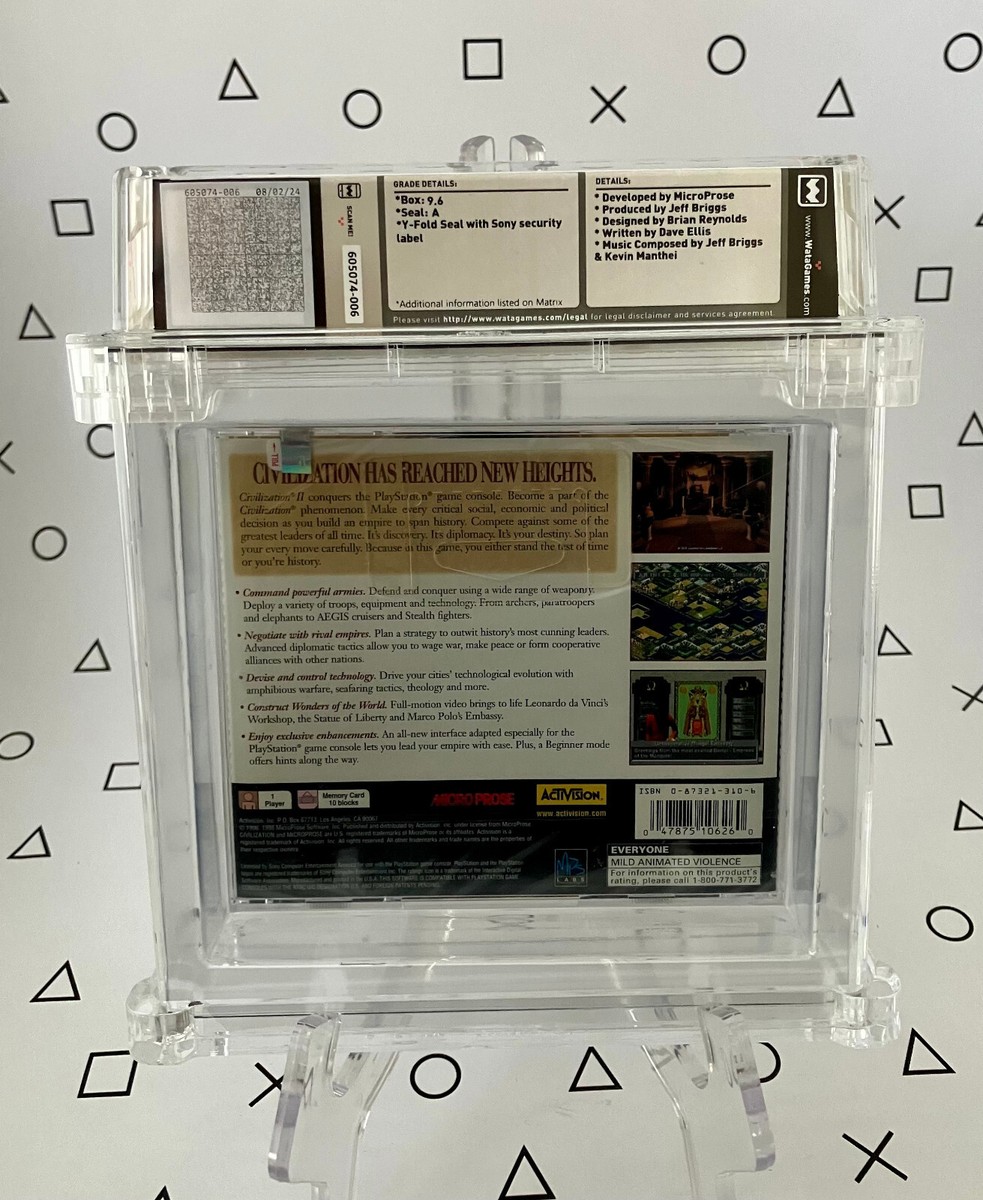 605074-006 08/02/24
SCAN ME!
605074-006
GRADE DETAILS:
*Box: 9.6
*Seal: A
*Y-Fold Seal with Sony security
label
*Additional information listed on Matrix
DETAILS:
* Developed by MicroProse
* Produced by Jeff Briggs
* Designed by Brian Reynolds
* Written by Dave Ellis
* Music Composed by Jeff Briggs
& Kevin Manthei
Please visit http://www.watagames.com/legal for legal disclaimer and services agreement
www.WataGames.com
CIVILIZATION HAS REACHED NEW HEIGHTS.
Civilization® II conquers the PlayStation® game console. Become a part of the
Civilization® phenomenon. Make every critical social, economic and political
decision as you build an empire to span history. Compete against some of the
greatest leaders of all time. It's discovery. It's diplomacy. It's your destiny. So plan
your every move carefully. Because in this game, you either stand the test of time
or you're history.
• Command powerful armies. Defend and conquer using a wide range of weaponry.
Deploy a variety of troops, equipment and technology. From archers, paratroopers
and elephants to AEGIS cruisers and Stealth fighters.
• Negotiate with rival empires. Plan a strategy to outwit history's most cunning leaders.
Advanced diplomatic tactics allow you to wage war, make peace or form cooperative
alliances with other nations.
• Devise and control technology. Drive your cities' technological evolution with
amphibious warfare, seafaring tactics, theology and more.
• Construct Wonders of the World. Full-motion video brings to life Leonardo da Vinci's
Workshop, the Statue of Liberty and Marco Polo's Embassy.
• Enjoy exclusive enhancements. An all-new interface adapted especially for the
PlayStation® game console lets you lead your empire with ease. Plus, a Beginner mode
offers hints along the way.
1
Player
Memory Card
10 blocks
MICROPROSE
ACTIVISION.
www.activision.com
ISBN 0-87321-310-6
0 47875 10626 0
EVERYONE
MILD ANIMATED VIOLENCE
For information on this product's
rating, please call 1-800-771-3772